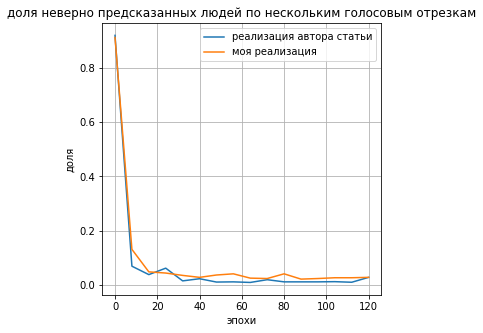 доля неверно предсказанных людей по нескольким голосовым отрезкам
реализация автора статьи
моя реализация
доля
0.8
0.6
0.4
0.2
0.0
0
20
40
60
80
100
120
эпохи